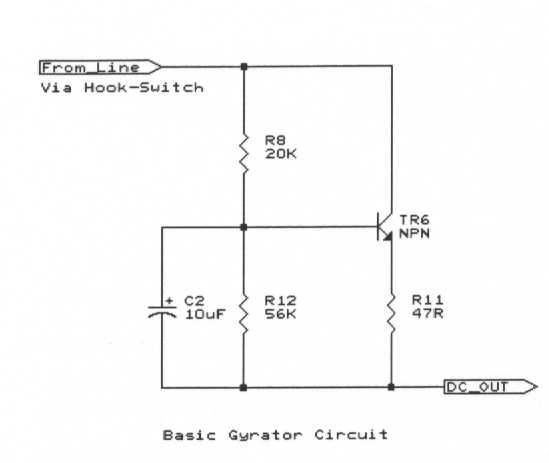 From_Line
Via Hook-Switch
R8
20K
TR6
NPN
+
C2
10uF
R12
56K
R11
47R
DC_OUT
Basic Gyrator Circuit